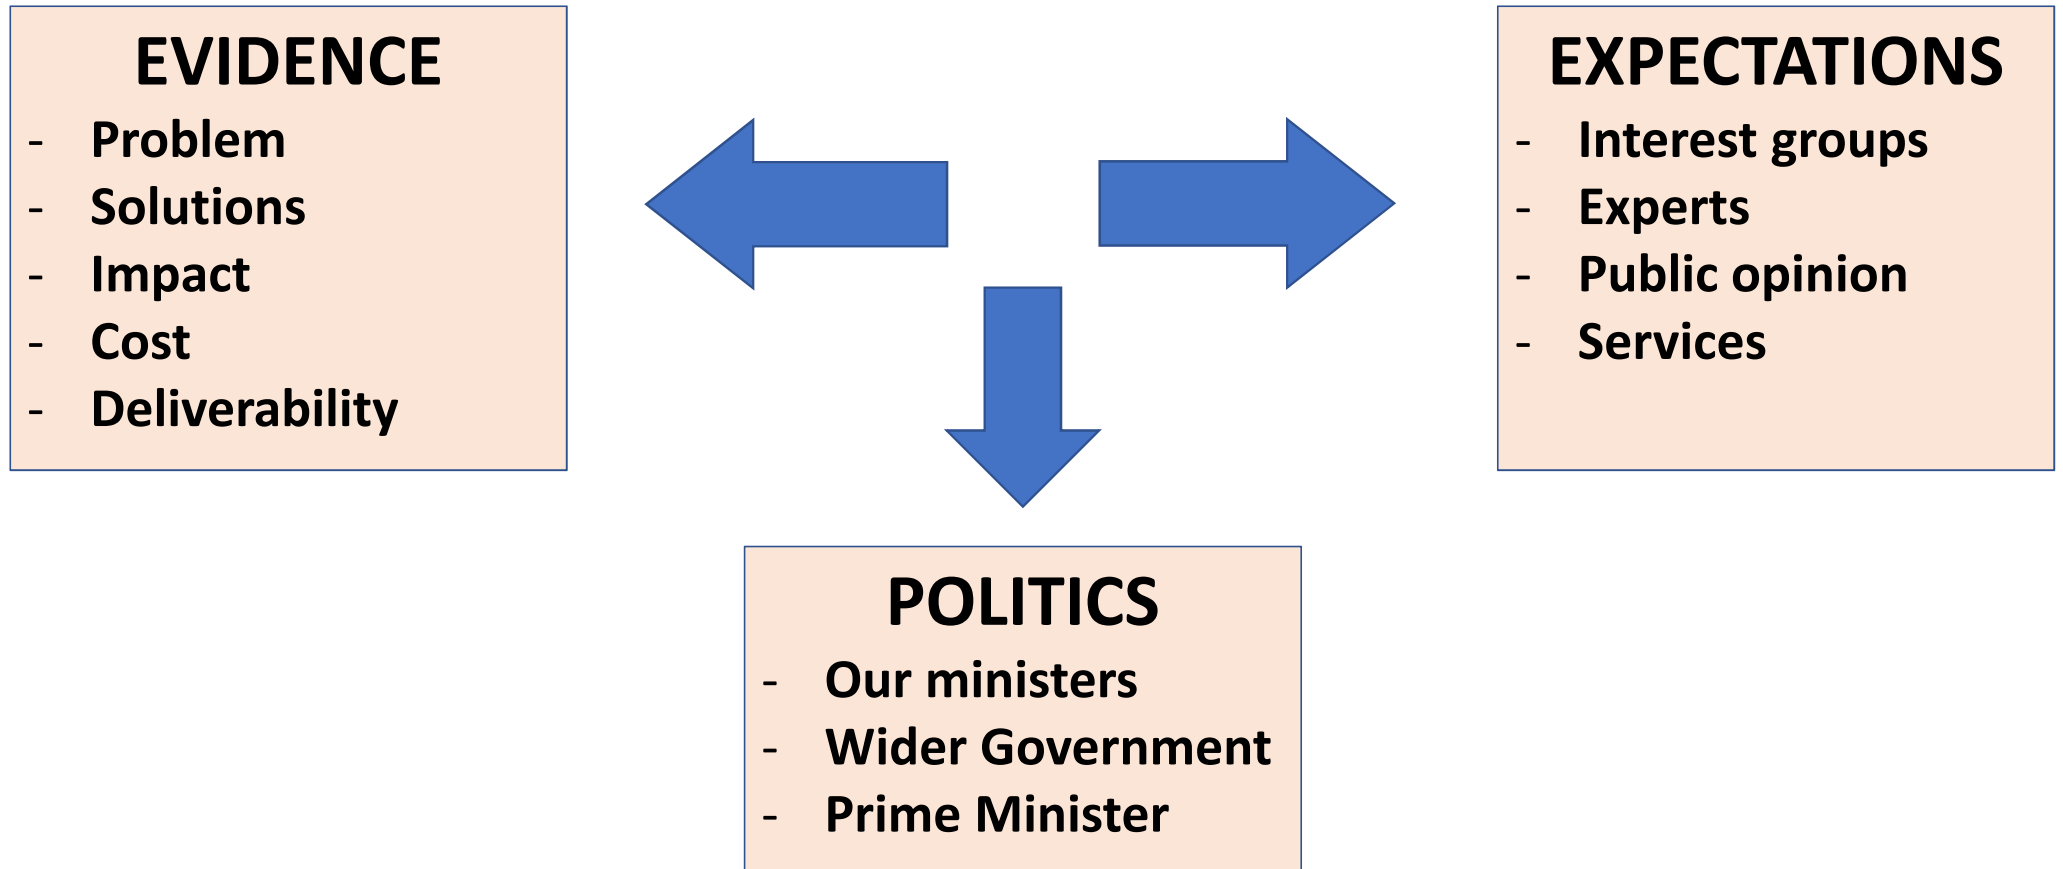 EVIDENCE
- Problem
- Solutions
- Impact
- Cost
- Deliverability
EXPECTATIONS
- Interest groups
- Experts
- Public opinion
- Services
POLITICS
- Our ministers
- Wider Government
- Prime Minister